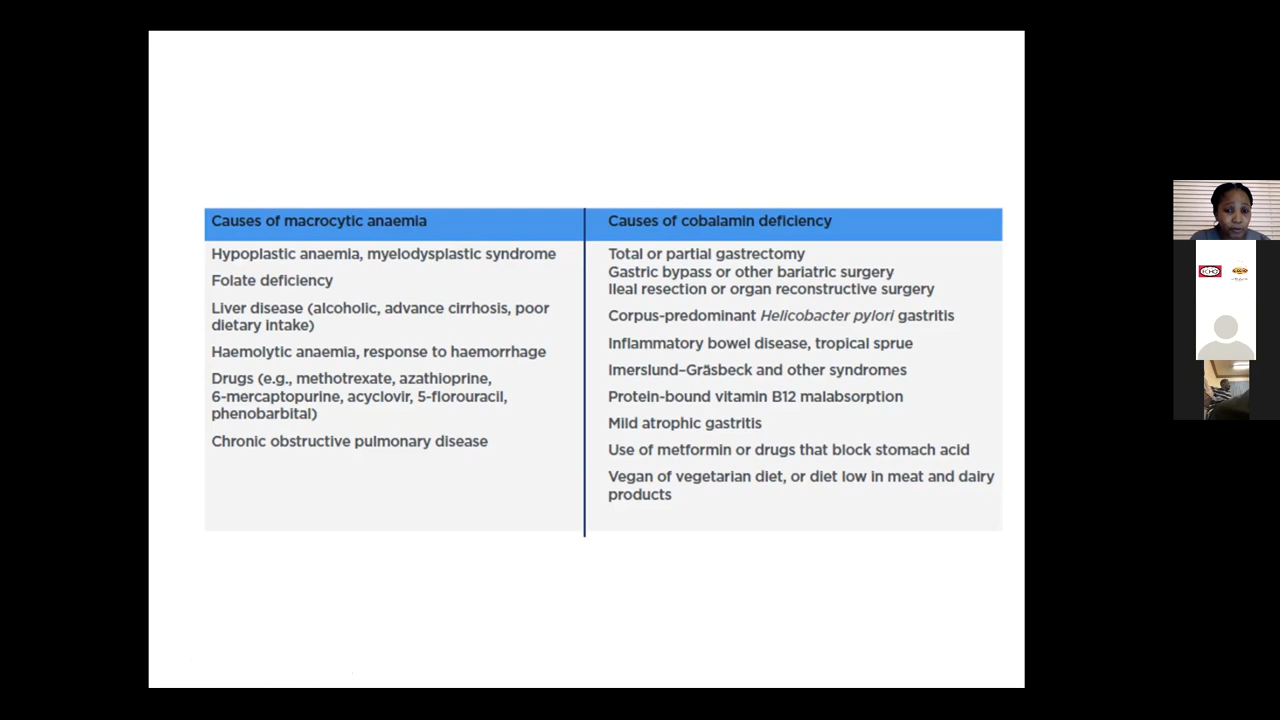 Causes of macrocytic anaemia
Hypoplastic anaemia, myelodysplastic syndrome
Folate deficiency
Liver disease (alcoholic, advance cirrhosis, poor
dietary intake)
Haemolytic anaemia, response to haemorrhage
Drugs (e.g., methotrexate, azathioprine,
6-mercaptopurine, acyclovir, 5-florouracil,
phenobarbital)
Chronic obstructive pulmonary disease
Causes of cobalamin deficiency
Total or partial gastrectomy
Gastric bypass or other bariatric surgery
Ileal resection or organ reconstructive surgery
Corpus-predominant Helicobacter pylori gastritis
Inflammatory bowel disease, tropical sprue
Imerslund–Gräsbeck and other syndromes
Protein-bound vitamin B12 malabsorption
Mild atrophic gastritis
Use of metformin or drugs that block stomach acid
Vegan of vegetarian diet, or diet low in meat and dairy
products